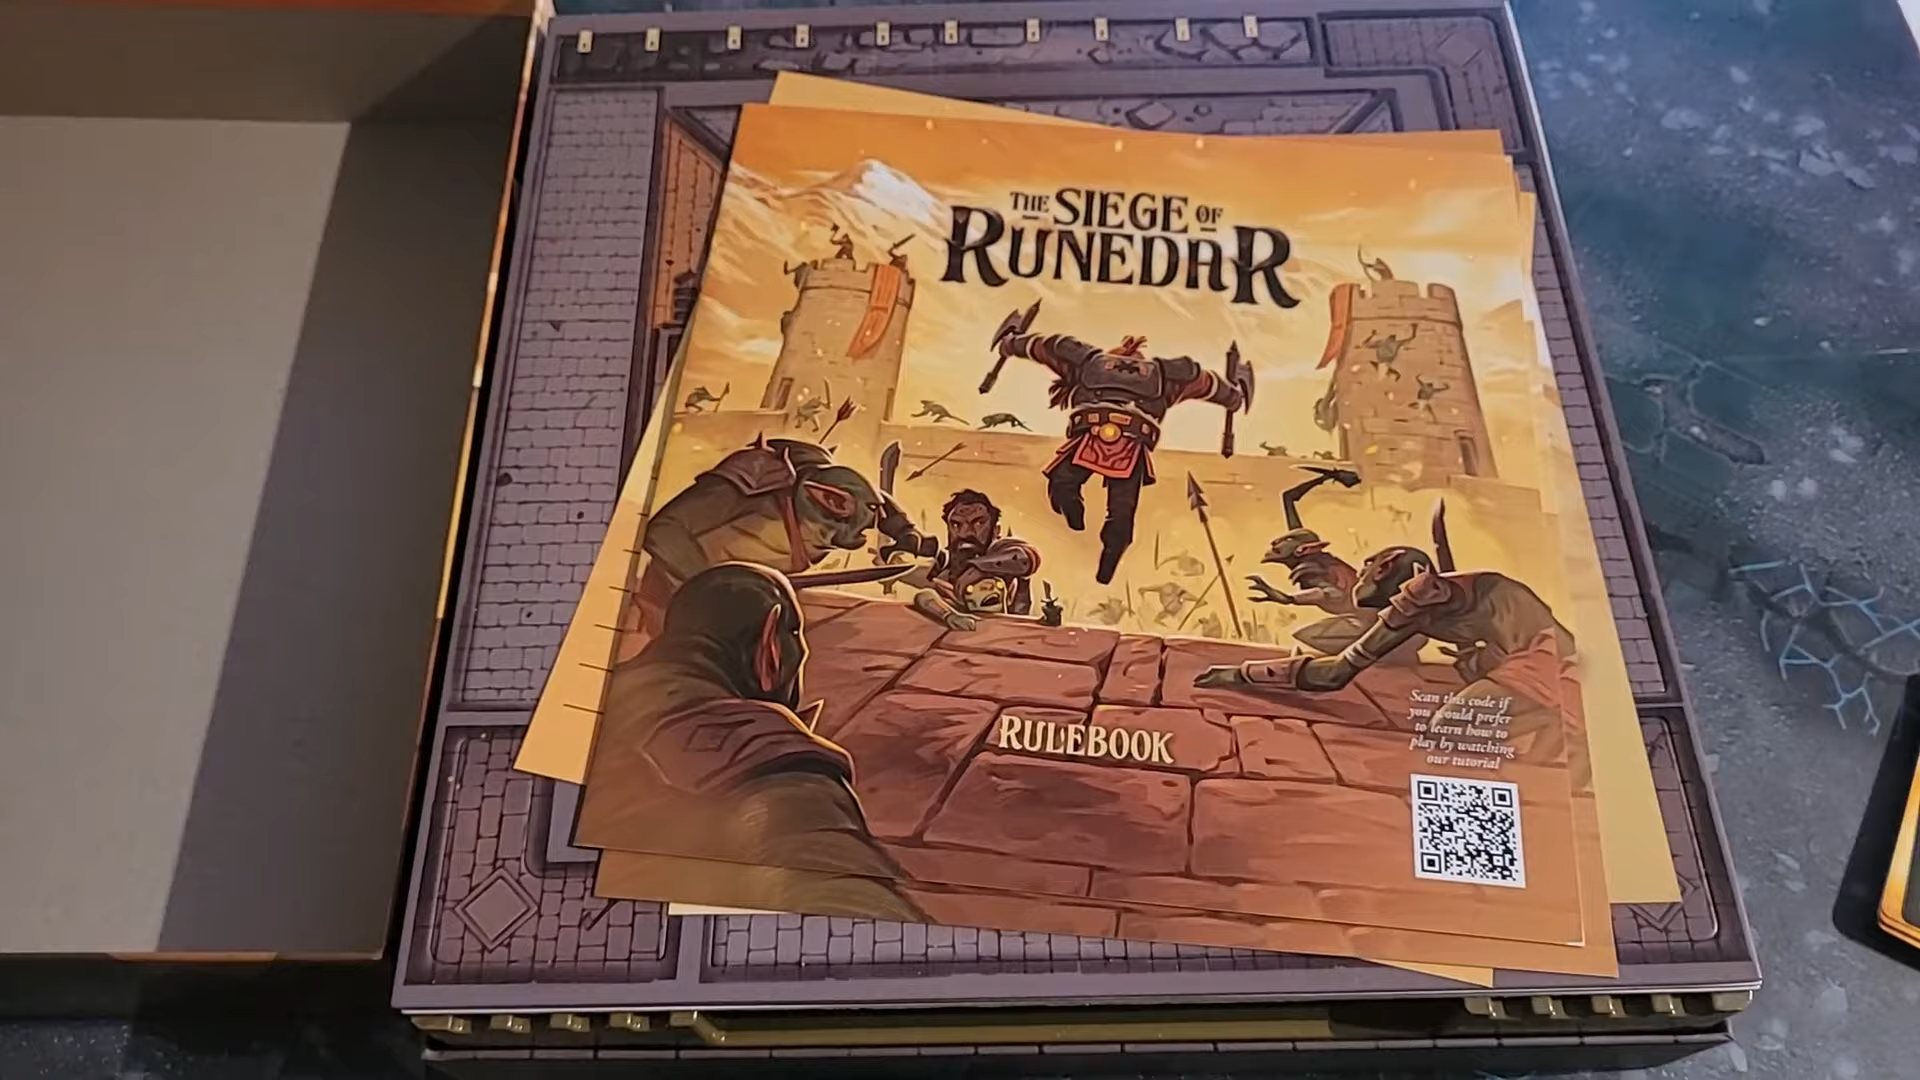 THE SIEGE OF
RUNEDAR
RULEBOOK
Scan this code if
you would prefer
to learn how to
play by watching
our tutorial